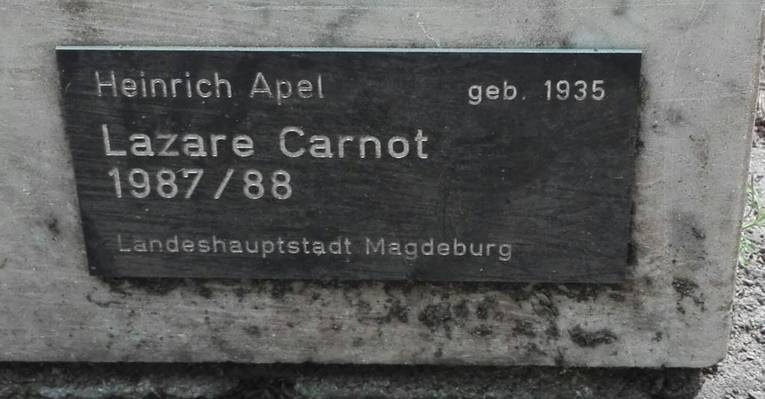 Heinrich Apel geb. 1935
Lazare Carnot
1987/88
Landeshauptstadt Magdeburg